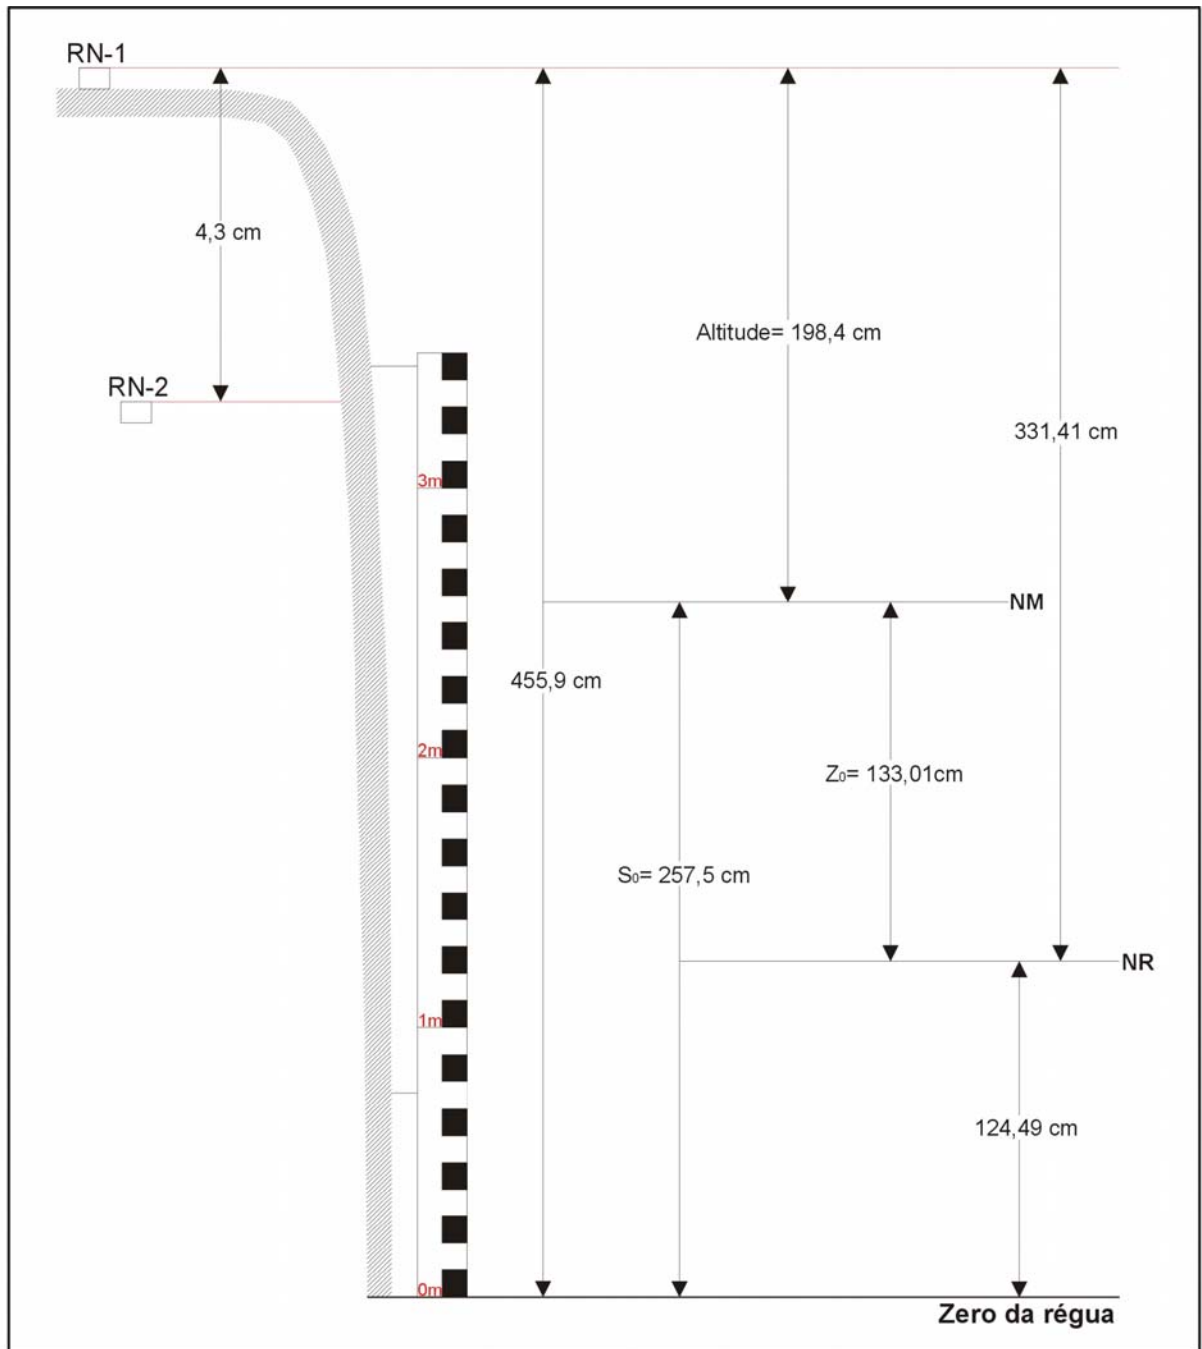 RN-1
4,3 cm
Altitude= 198,4 cm
RN-2
331,41 cm
3m
NM
455,9 cm
2m
Z₀= 133,01cm
S₀= 257,5 cm
NR
1m
124,49 cm
0m
Zero da régua